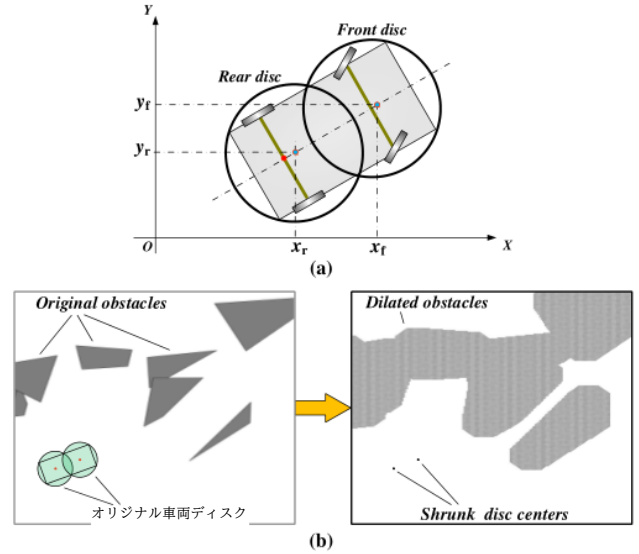 Y
Front disc
Rear disc
yf
yr
O
xr
xf
X
(a)
Original obstacles
Dilated obstacles
オリジナル車両ディスク
Shrunk disc centers
(b)